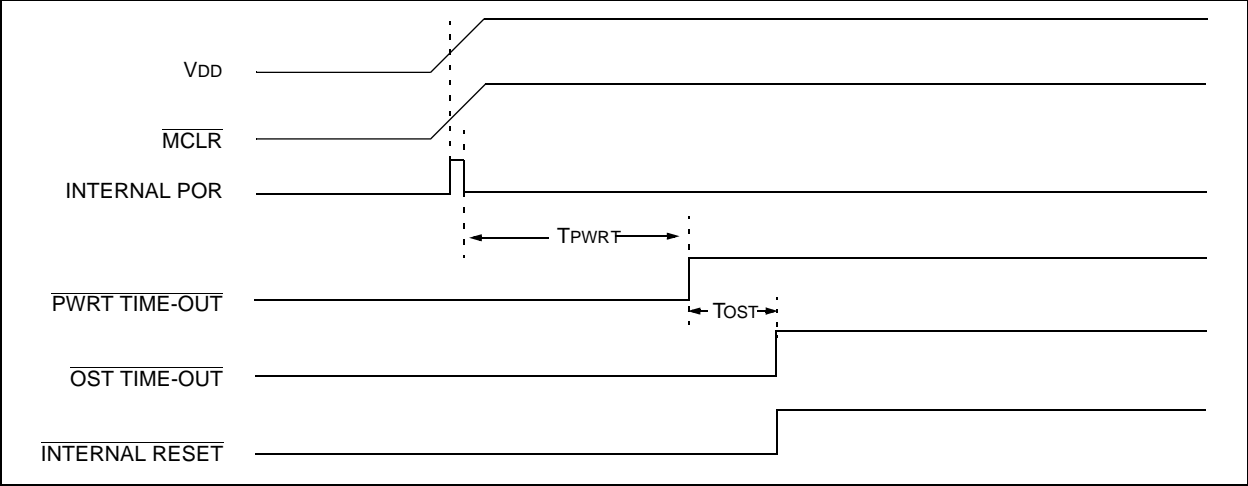 VDD
MCLR
INTERNAL POR
TPWRT
PWRT TIME-OUT
TOST
OST TIME-OUT
INTERNAL RESET